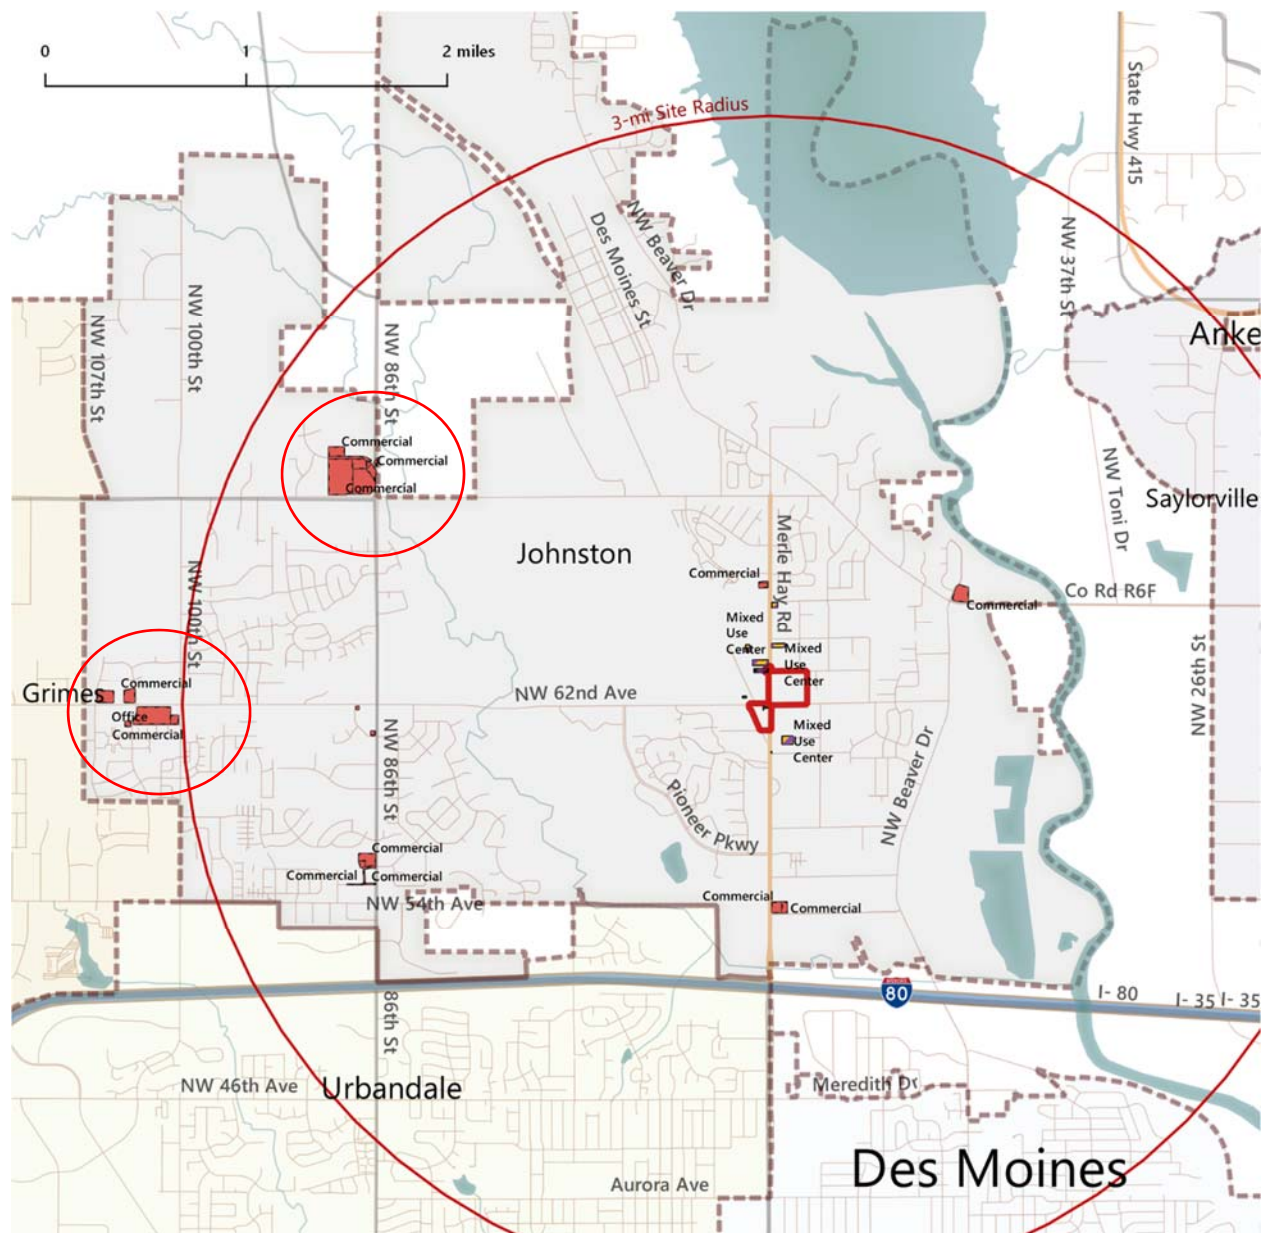 0 1 2 miles
3-mi Site Radius
State Hwy 415
NW Beaver Dr
Des Moines St
NW 37th St
NW 100th St
NW 107th St
NW 86th St
Anke
Commercial
Commercial
Commercial
NW Toni Dr
Saylorville
Merle Hay Rd
Johnston
NW 100th St
Commercial
Commercial
Co Rd R6F
Mixed
Use
Center
Mixed
Use
Center
NW 26th St
Grimes
Commercial
Office
Commercial
NW 62nd Ave
Mixed
Use
Center
NW 86th St
NW Beaver Dr
Pioneer Pkwy
Commercial
Commercial
Commercial
NW 54th Ave
Commercial
Commercial
80
I- 80
I- 35
I- 35
86th St
NW 46th Ave
Urbandale
Meredith Dr
Aurora Ave
Des Moines